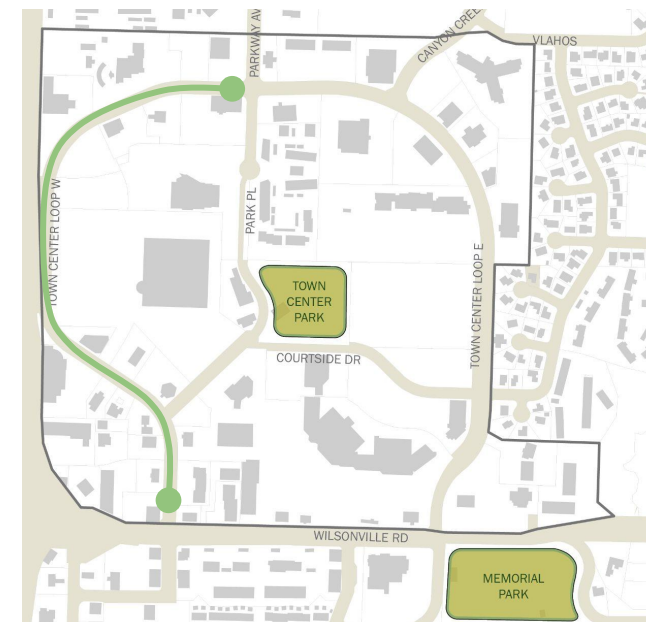 PARKWAY AV
CANYON CREE
VLAHOS
TOWN CENTER LOOP W
PARK PL
TOWN
CENTER
PARK
TOWN CENTER LOOP E
COURTSIDE DR
WILSONVILLE RD
MEMORIAL
PARK